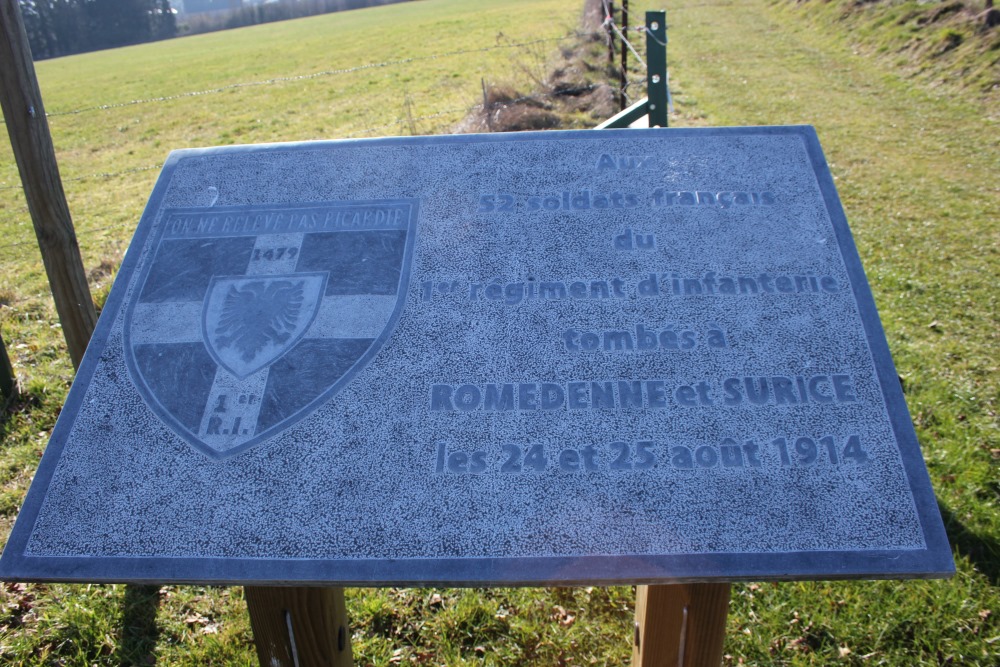 ON NE RELEVE PAS PICARDIE
1479
1er
R.I.
Aux
52 soldats français
du
1er régiment d'infanterie
tombés à
ROMEDENNE et SURICE
les 24 et 25 août 1914